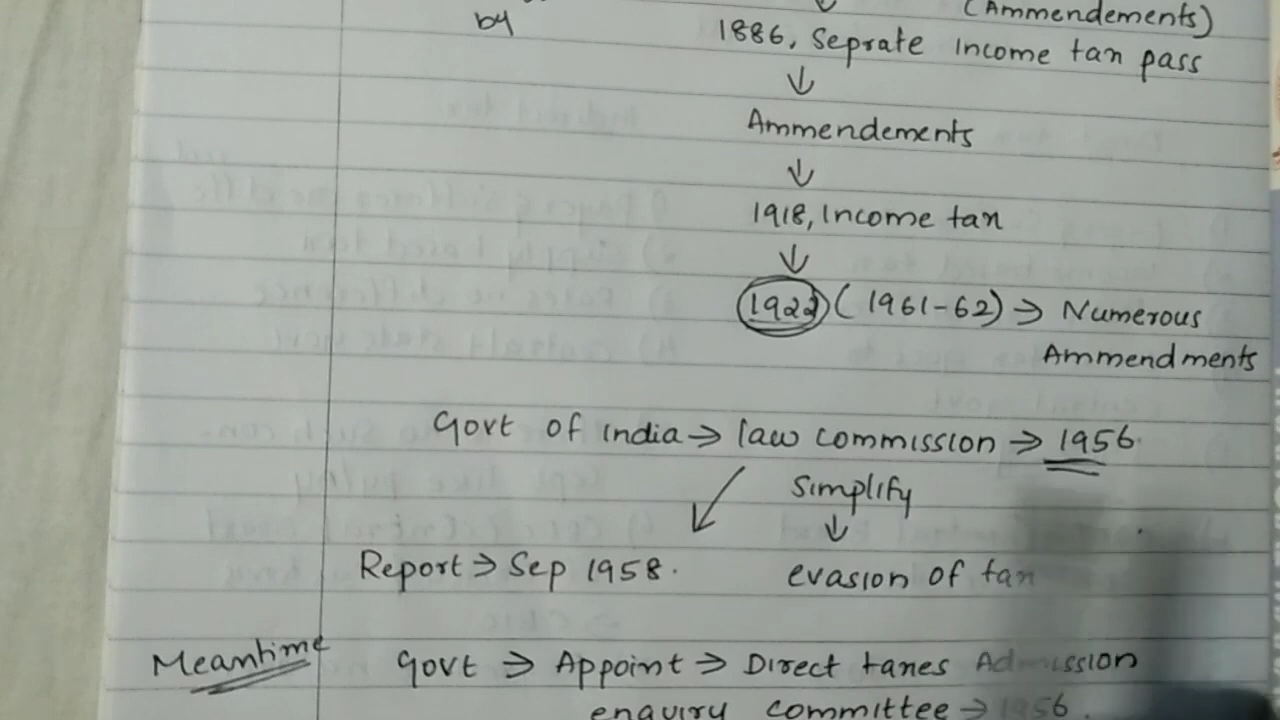 (Ammendements)
by
1886, Seprate Income tax pass
↓
Ammendements
↓
1918, Income tax
↓
1922 (1961-62) → Numerous
Ammendments
Govt of India → law commission → 1956.
Simplify
↓
Report → Sep 1958.
evasion of tax
Meantime
govt → Appoint → Direct taxes Admission
enquiry committee → 1956.